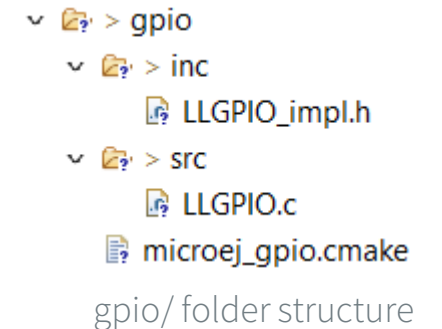 > gpio
> inc
LLGPIO_impl.h
> src
LLGPIO.c
microej_gpio.cmake
gpio/ folder structure